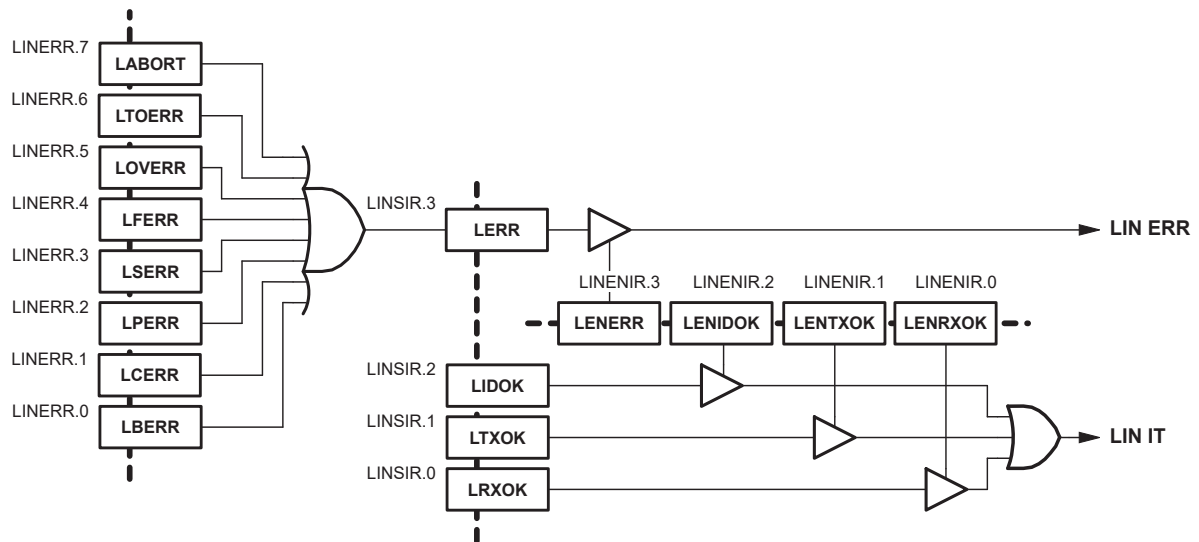 LINERR.7
LABORT
LINERR.6
LTOERR
LINERR.5
LOVERR
LINERR.4
LFERR
LINERR.3
LSERR
LINERR.2
LPERR
LINERR.1
LCERR
LINERR.0
LBERR
LINSIR.3
LERR
LIN ERR
LINENIR.3 LINENIR.2 LINENIR.1 LINENIR.0
LENERR LENIDOK LENTXOK LENRXOK
LINSIR.2
LIDOK
LINSIR.1
LTXOK
LIN IT
LINSIR.0
LRXOK